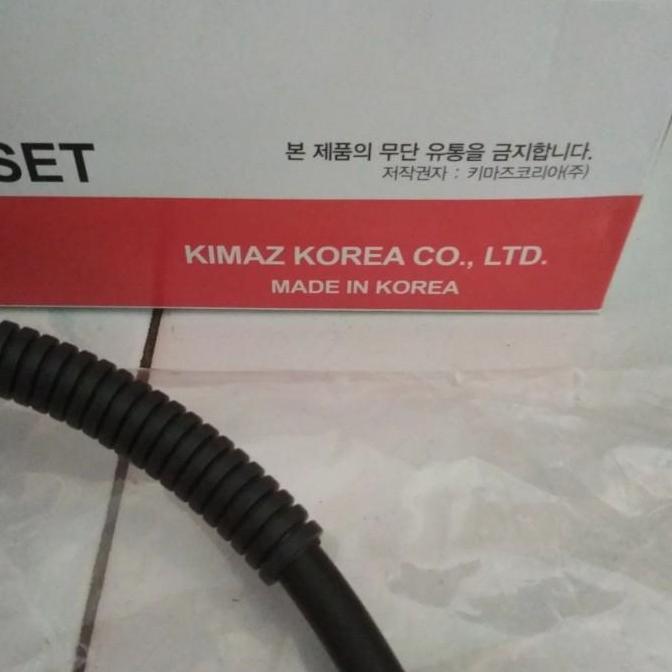 SET
본 제품의 무단 유통을 금지합니다.
저작권자 : 키마즈코리아(주)
KIMAZ KOREA CO., LTD.
MADE IN KOREA